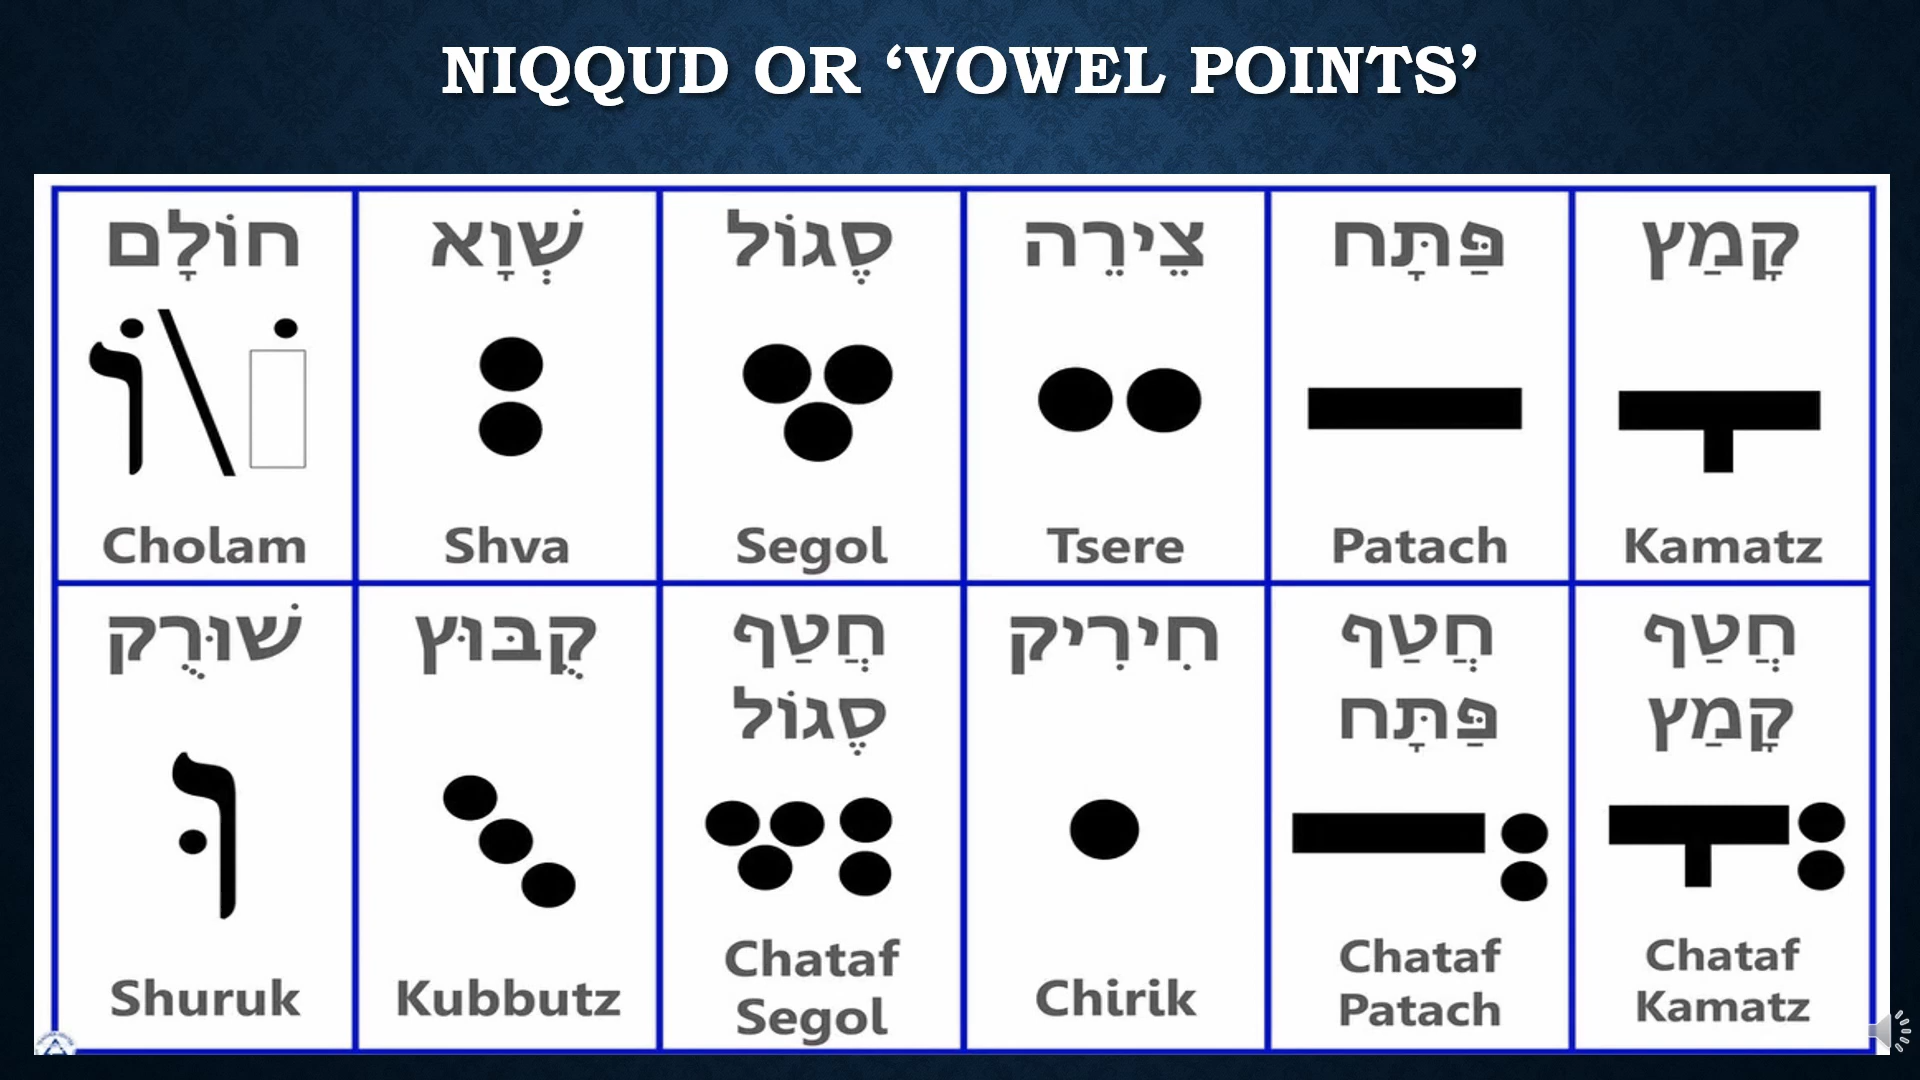 NIQQUD OR ‘VOWEL POINTS’
חוֹלָם
שְׁוָא
סֶגוֹל
צֵירֵה
פַּתָּח
קָמַץ
וֹ \
Cholam
Shva
Segol
Tsere
Patach
Kamatz
שׁוּרֻק
קֻבּוּץ
חֲטַף
סֶגוֹל
חִירִיק
חֲטַף
פַּתָּח
חֲטַף
קָמַץ
וּ
Shuruk
Kubbutz
Chataf
Segol
Chirik
Chataf
Patach
Chataf
Kamatz